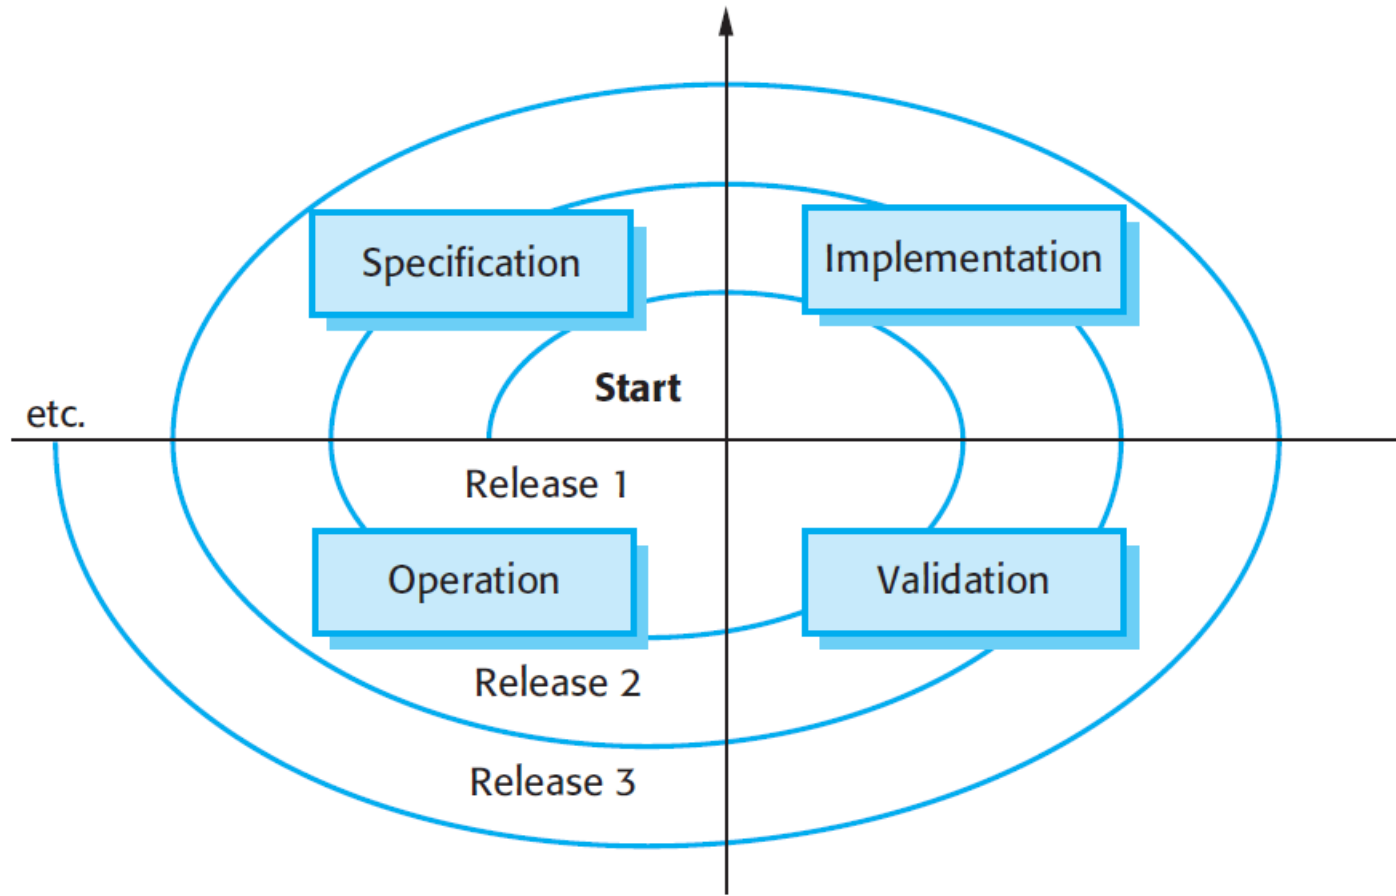 Specification
Implementation
Start
etc.
Release 1
Operation
Validation
Release 2
Release 3